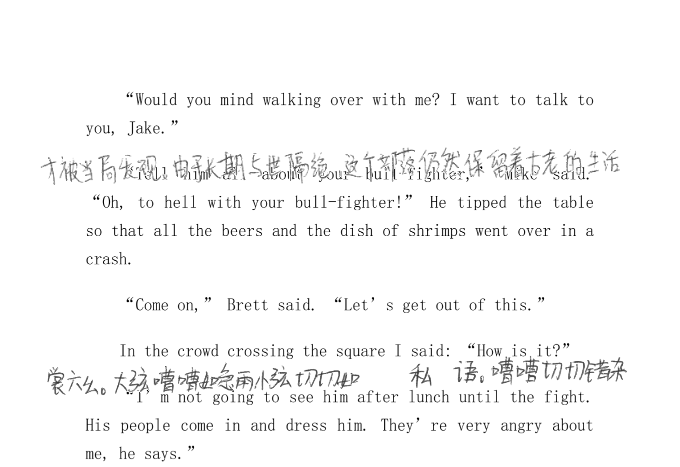 “Would you mind walking over with me? I want to talk to
you, Jake.”
才被当局发现。由于长期与世隔绝，这个部落仍然保留着古老的生活
“Tell him all about your bull-fighter,” Mike said.
“Oh, to hell with your bull-fighter!” He tipped the table
so that all the beers and the dish of shrimps went over in a
crash.
“Come on,” Brett said. “Let’s get out of this.”
In the crowd crossing the square I said: “How is it?”
裳六幺。大弦嘈嘈如急雨小弦切切如 私 语。嘈嘈切切错杂
“I’m not going to see him after lunch until the fight.
His people come in and dress him. They’re very angry about
me, he says.”